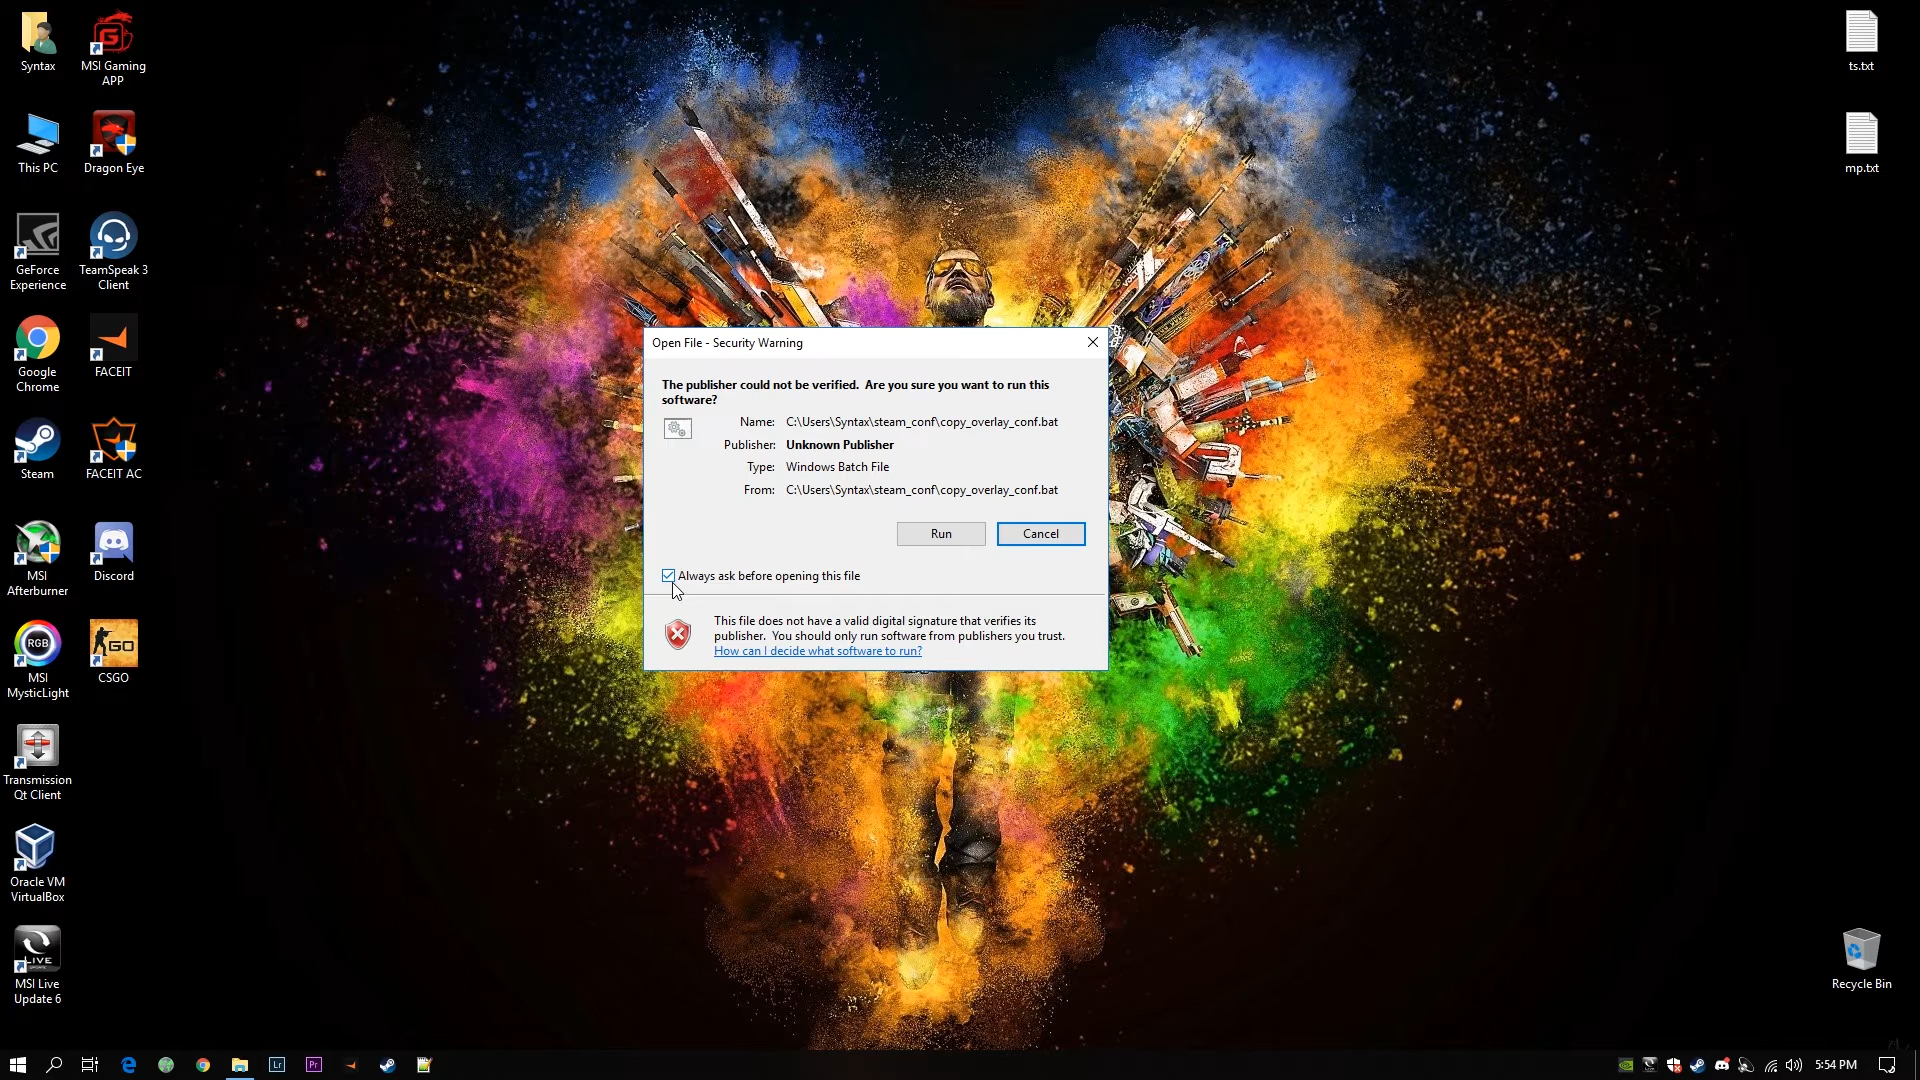 Syntax
MSI Gaming
APP
This PC
Dragon Eye
GeForce
Experience
TeamSpeak 3
Client
Google
Chrome
FACEIT
Steam
FACEIT AC
MSI
Afterburner
Discord
RGB
MSI
MysticLight
GO
CSGO
Transmission
Qt Client
Oracle VM
VirtualBox
LIVE
MSI Live
Update 6
ts.txt
mp.txt
Recycle Bin
Open File - Security Warning
The publisher could not be verified. Are you sure you want to run this
software?
Name: C:\Users\Syntax\steam_conf\copy_overlay_conf.bat
Publisher: Unknown Publisher
Type: Windows Batch File
From: C:\Users\Syntax\steam_conf\copy_overlay_conf.bat
Run
Cancel
Always ask before opening this file
This file does not have a valid digital signature that verifies its
publisher. You should only run software from publishers you trust.
How can I decide what software to run?
Lr
Pr
5:54 PM